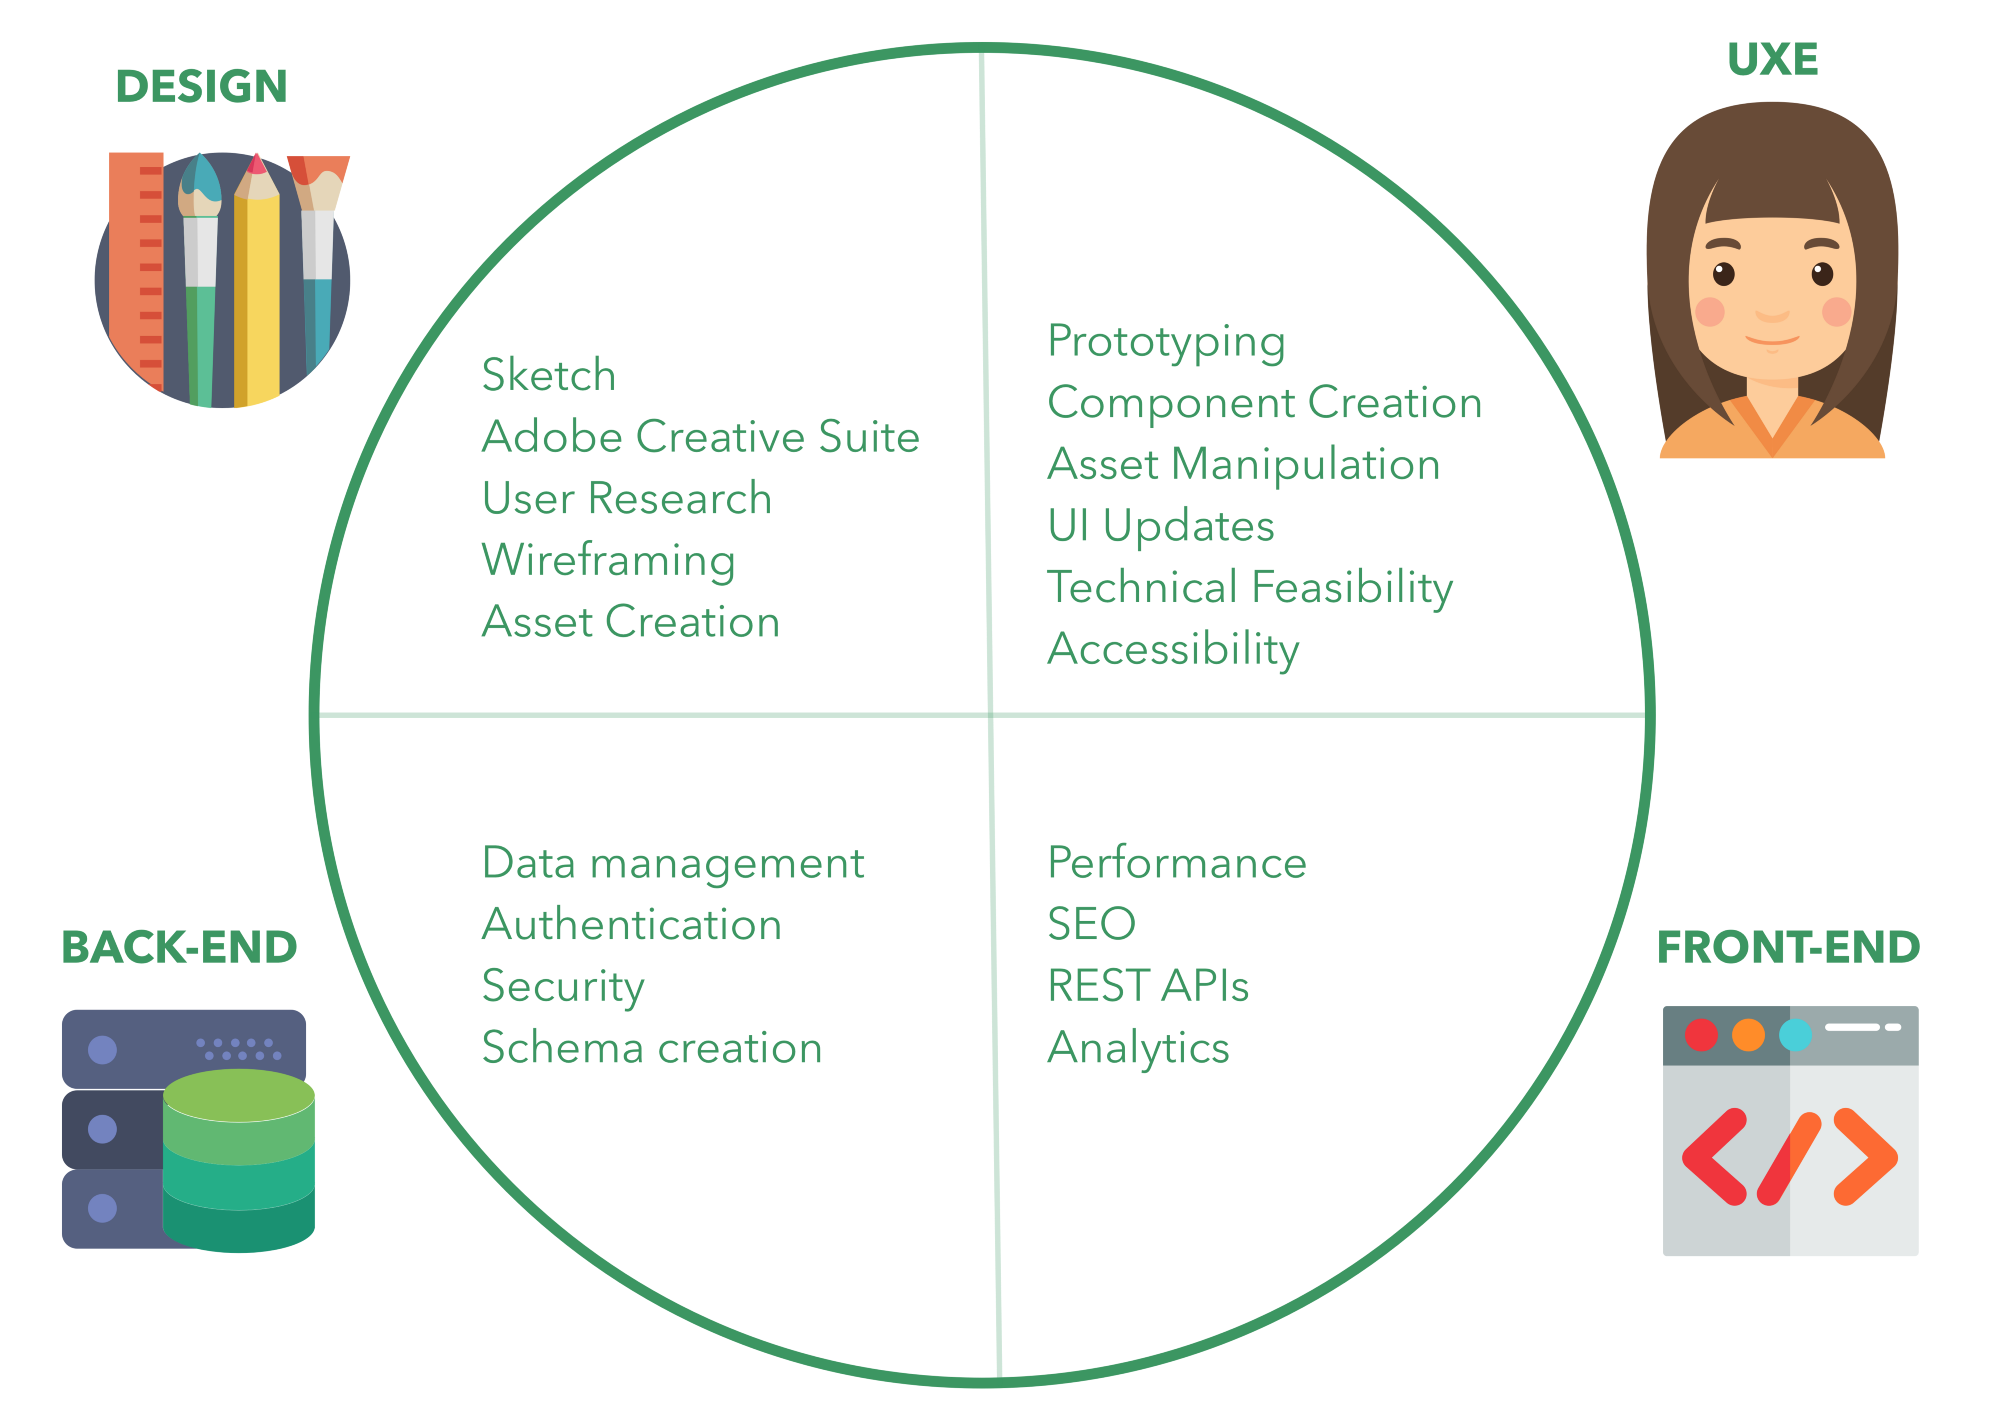 DESIGN
Sketch
Adobe Creative Suite
User Research
Wireframing
Asset Creation
UXE
Prototyping
Component Creation
Asset Manipulation
UI Updates
Technical Feasibility
Accessibility
BACK-END
Data management
Authentication
Security
Schema creation
FRONT-END
Performance
SEO
REST APIs
Analytics